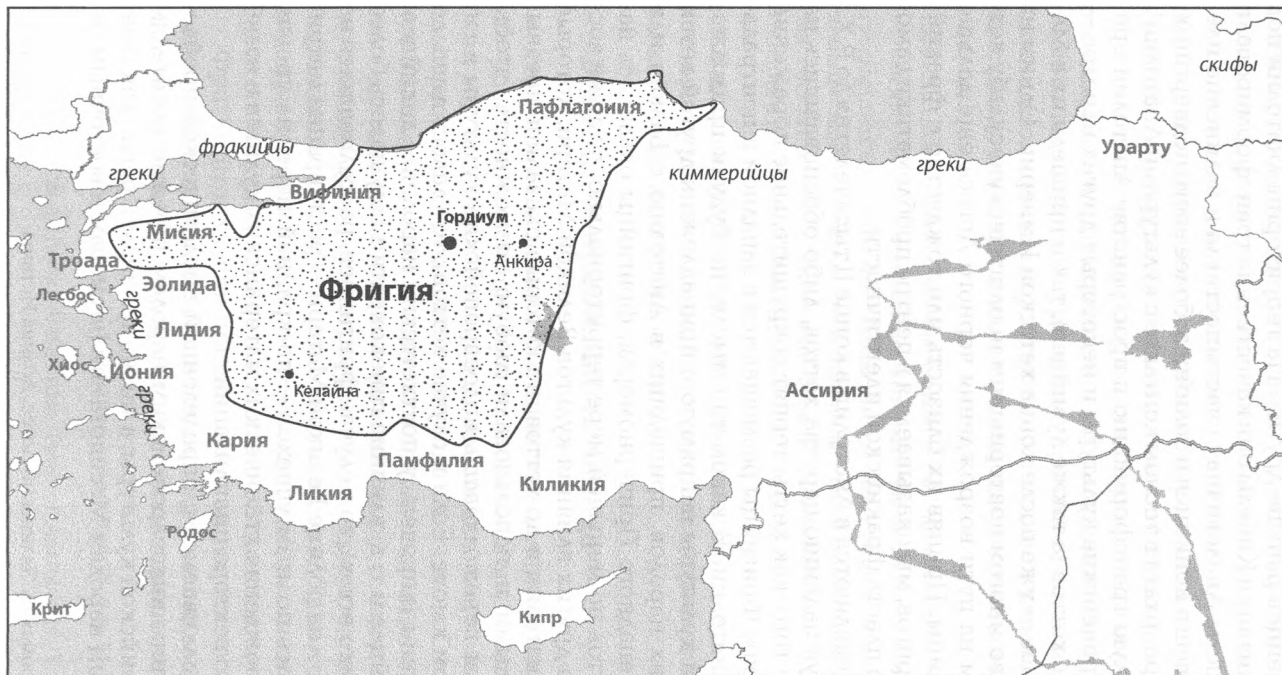 скифы
Пафлагония
фракийцы
Урарту
греки
греки
киммерийцы
Вифиния
Гордиум
Мисия
Анкира
Троада
Эолида
Фригия
Лесбос
греки
Лидия
Хиос
Иония
Келайна
Ассирия
греки
Кария
Памфилия
Киликия
Ликия
Родос
Крит
Кипр